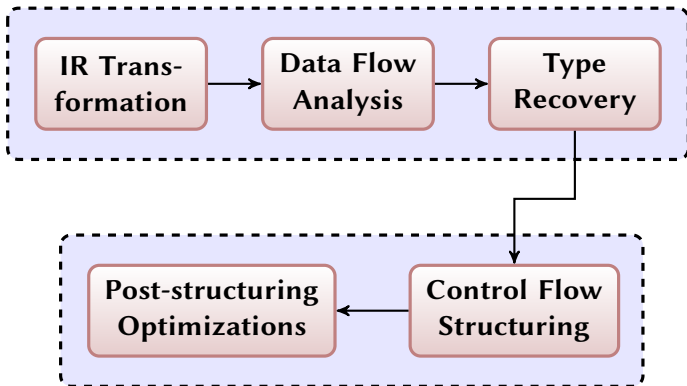 IR Trans-
formation
Data Flow
Analysis
Type
Recovery
Post-structuring
Optimizations
Control Flow
Structuring